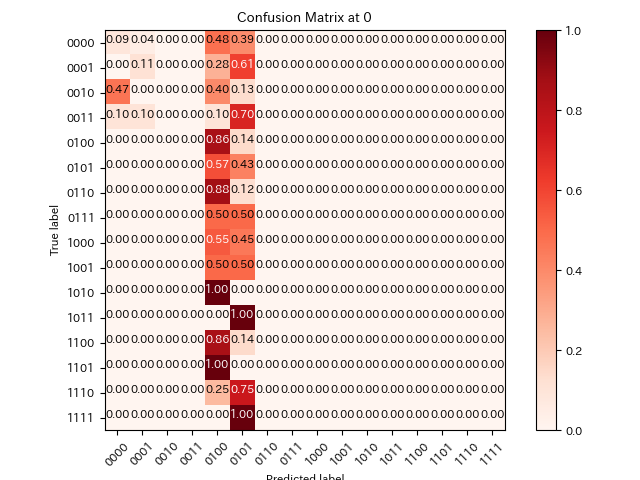 Confusion Matrix at 0
0000 0.09 0.04 0.00 0.00 0.48 0.39 0.00 0.00 0.00 0.00 0.00 0.00 0.00 0.00 0.00 0.00
0001 0.00 0.11 0.00 0.00 0.28 0.61 0.00 0.00 0.00 0.00 0.00 0.00 0.00 0.00 0.00 0.00
0010 0.47 0.00 0.00 0.00 0.40 0.13 0.00 0.00 0.00 0.00 0.00 0.00 0.00 0.00 0.00 0.00
0011 0.10 0.10 0.00 0.00 0.10 0.70 0.00 0.00 0.00 0.00 0.00 0.00 0.00 0.00 0.00 0.00
0100 0.00 0.00 0.00 0.00 0.86 0.14 0.00 0.00 0.00 0.00 0.00 0.00 0.00 0.00 0.00 0.00
0101 0.00 0.00 0.00 0.00 0.57 0.43 0.00 0.00 0.00 0.00 0.00 0.00 0.00 0.00 0.00 0.00
0110 0.00 0.00 0.00 0.00 0.88 0.12 0.00 0.00 0.00 0.00 0.00 0.00 0.00 0.00 0.00 0.00
0111 0.00 0.00 0.00 0.00 0.50 0.50 0.00 0.00 0.00 0.00 0.00 0.00 0.00 0.00 0.00 0.00
1000 0.00 0.00 0.00 0.00 0.55 0.45 0.00 0.00 0.00 0.00 0.00 0.00 0.00 0.00 0.00 0.00
1001 0.00 0.00 0.00 0.00 0.50 0.50 0.00 0.00 0.00 0.00 0.00 0.00 0.00 0.00 0.00 0.00
1010 0.00 0.00 0.00 0.00 1.00 0.00 0.00 0.00 0.00 0.00 0.00 0.00 0.00 0.00 0.00 0.00
1011 0.00 0.00 0.00 0.00 0.00 1.00 0.00 0.00 0.00 0.00 0.00 0.00 0.00 0.00 0.00 0.00
1100 0.00 0.00 0.00 0.00 0.86 0.14 0.00 0.00 0.00 0.00 0.00 0.00 0.00 0.00 0.00 0.00
1101 0.00 0.00 0.00 0.00 1.00 0.00 0.00 0.00 0.00 0.00 0.00 0.00 0.00 0.00 0.00 0.00
1110 0.00 0.00 0.00 0.00 0.25 0.75 0.00 0.00 0.00 0.00 0.00 0.00 0.00 0.00 0.00 0.00
1111 0.00 0.00 0.00 0.00 0.00 1.00 0.00 0.00 0.00 0.00 0.00 0.00 0.00 0.00 0.00 0.00
0000 0001 0010 0011 0100 0101 0110 0111 1000 1001 1010 1011 1100 1101 1110 1111
Predicted label
True label
1.0
0.8
0.6
0.4
0.2
0.0